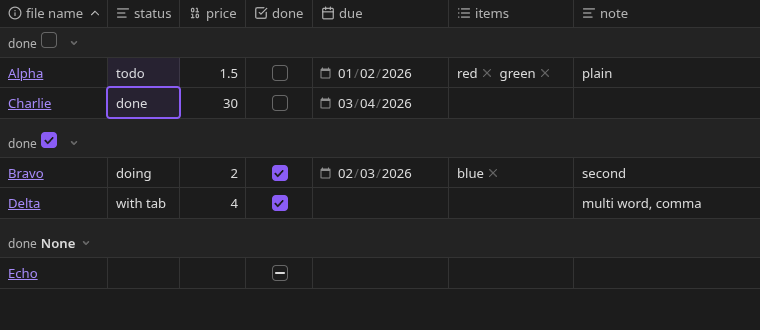 file name status price done due items note
done
Alpha todo 1.5 01/02/2026 red green plain
Charlie done 30 03/04/2026
done
Bravo doing 2 02/03/2026 blue second
Delta with tab 4 multi word, comma
done None
Echo